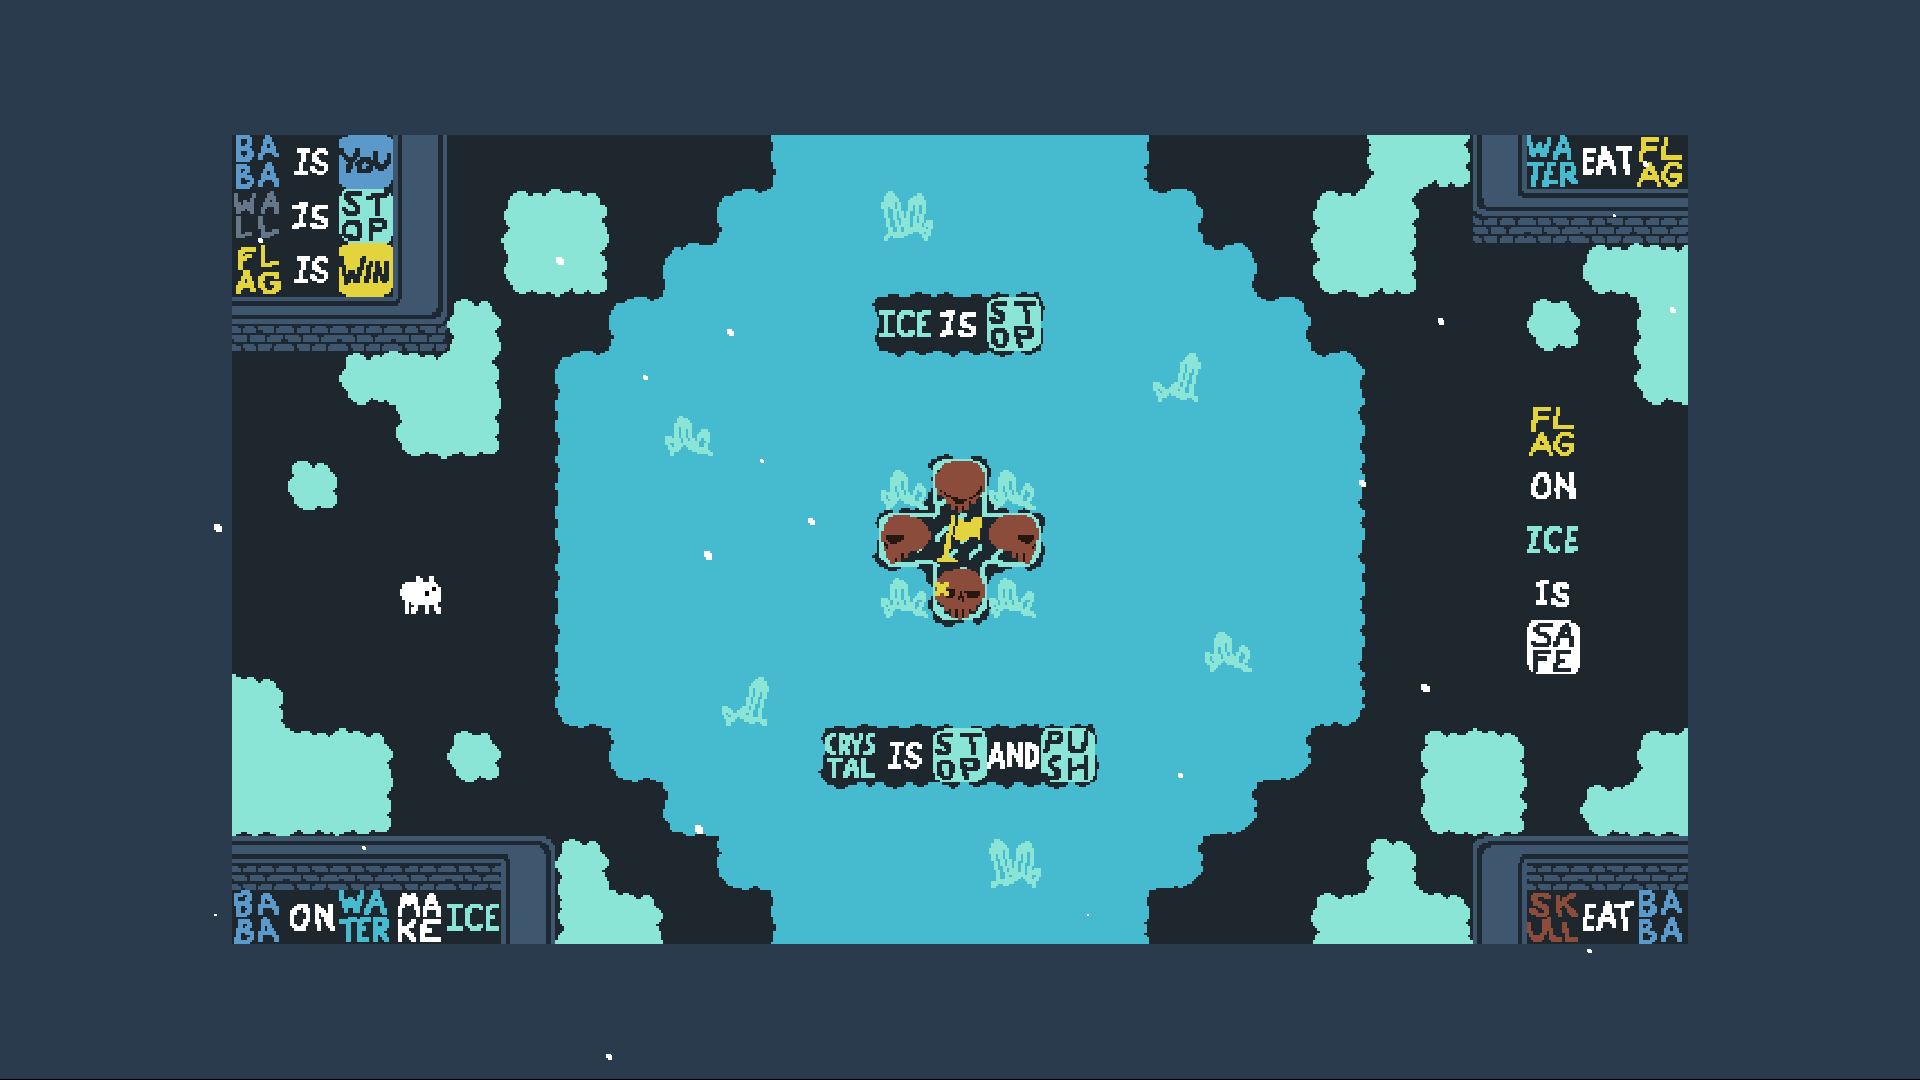 BABA IS YOU
WALL IS STOP
FLAG IS WIN
WATER EAT FLAG
ICE IS STOP
FLAG
ON
ICE
IS
SAFE
CRYSTAL IS STOP AND PUSH
BABA ON WATER MAKE ICE
SKULL EAT BABA